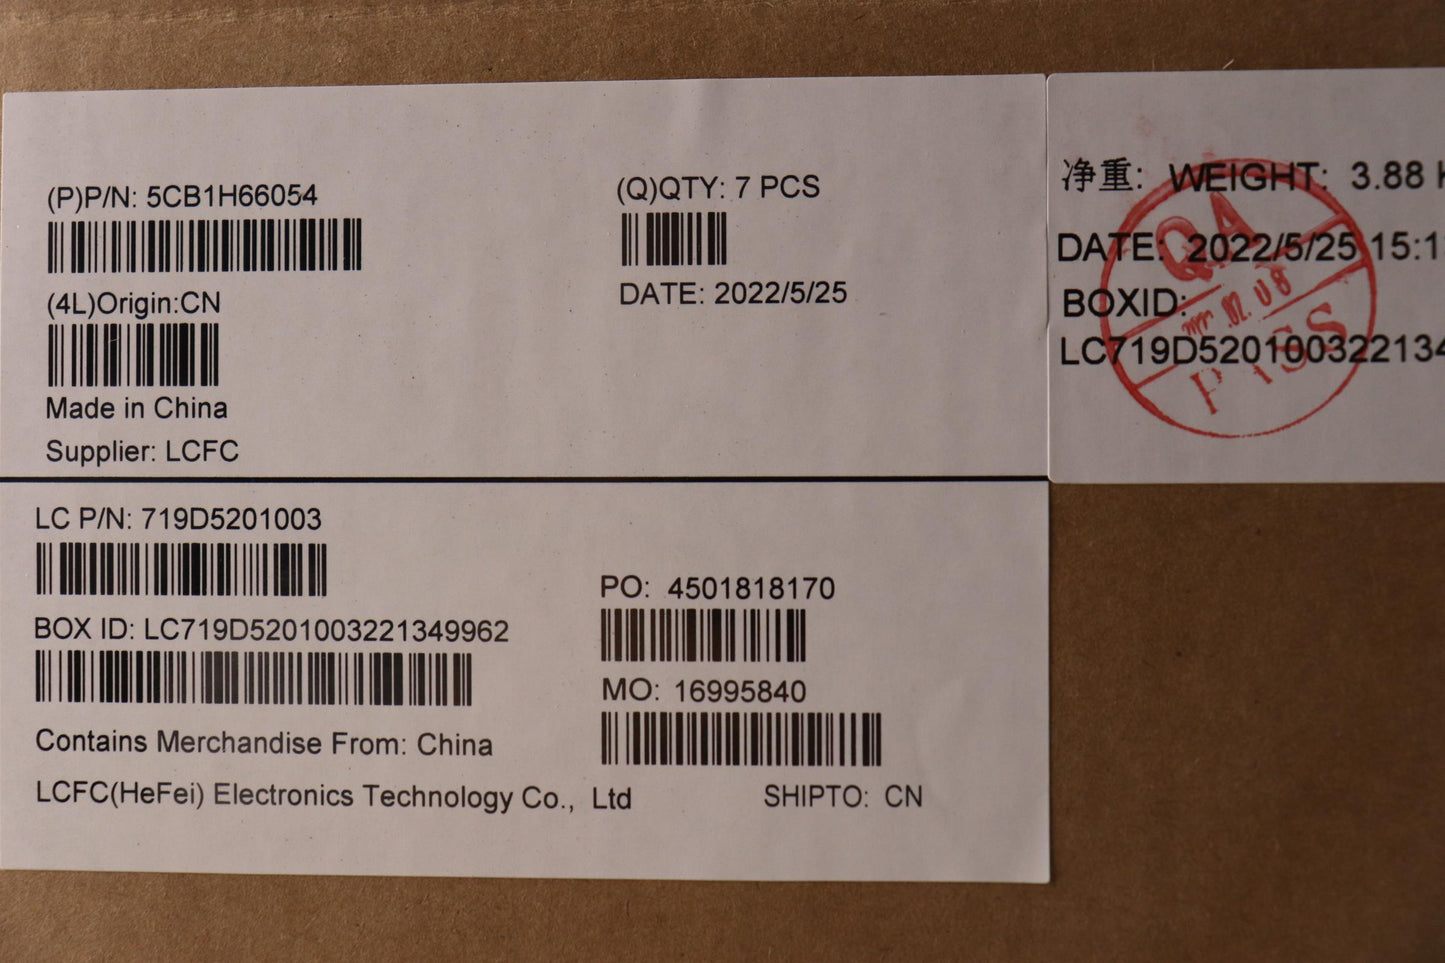 (P)P/N: 5CB1H66054
(Q)QTY: 7 PCS
DATE: 2022/5/25
(4L)Origin:CN
Made in China
Supplier: LCFC
LC P/N: 719D5201003
BOX ID: LC719D5201003221349962
PO: 4501818170
MO: 16995840
Contains Merchandise From: China
LCFC(HeFei) Electronics Technology Co., Ltd
SHIPTO: CN
净重: WEIGHT: 3.88
DATE: 2022/5/25 15:1
BOXID:
LC719D520100322134
QA